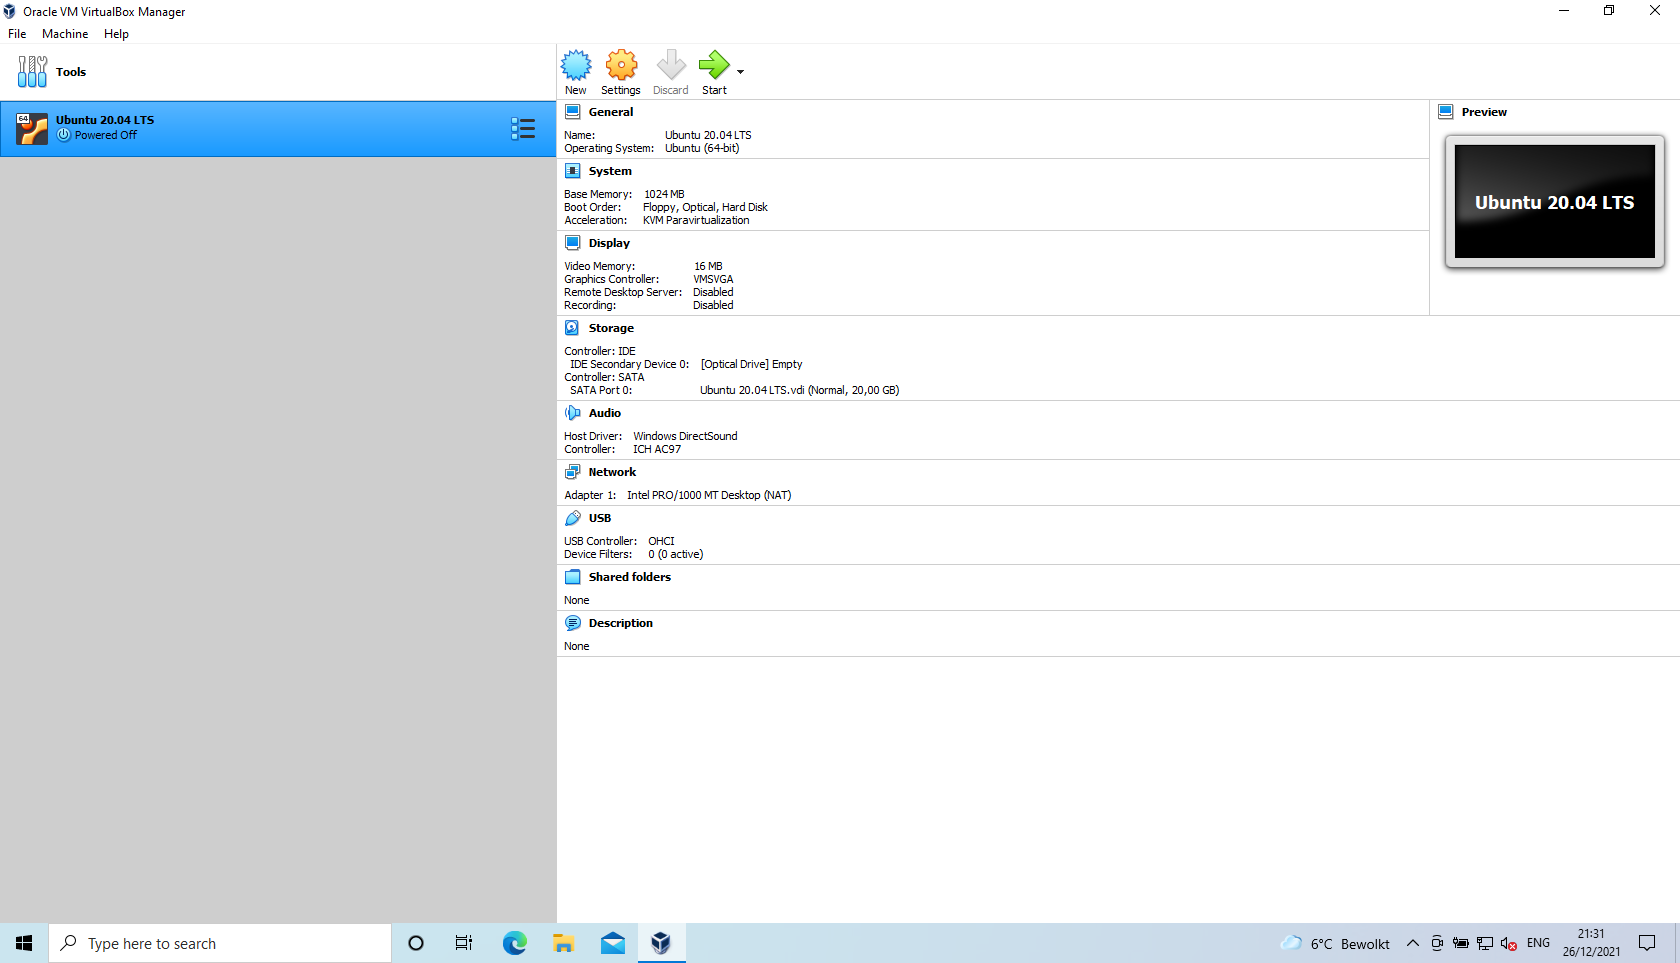 Oracle VM VirtualBox Manager
File Machine Help
Tools
64
Ubuntu 20.04 LTS
Powered Off
New Settings Discard Start
General
Name: Ubuntu 20.04 LTS
Operating System: Ubuntu (64-bit)
System
Base Memory: 1024 MB
Boot Order: Floppy, Optical, Hard Disk
Acceleration: KVM Paravirtualization
Display
Video Memory: 16 MB
Graphics Controller: VMSVGA
Remote Desktop Server: Disabled
Recording: Disabled
Preview
Ubuntu 20.04 LTS
Storage
Controller: IDE
IDE Secondary Device 0: [Optical Drive] Empty
Controller: SATA
SATA Port 0: Ubuntu 20.04 LTS.vdi (Normal, 20,00 GB)
Audio
Host Driver: Windows DirectSound
Controller: ICH AC97
Network
Adapter 1: Intel PRO/1000 MT Desktop (NAT)
USB
USB Controller: OHCI
Device Filters: 0 (0 active)
Shared folders
None
Description
None
Type here to search
6°C Bewolkt
ENG
21:31
26/12/2021